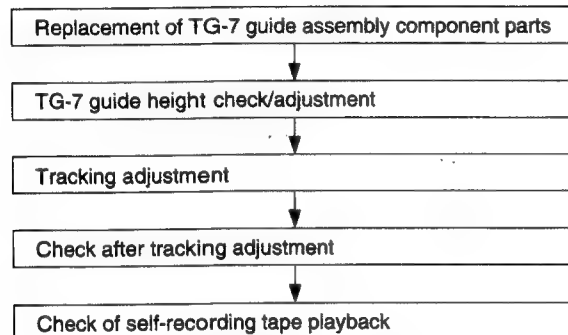 Replacement of TG-7 guide assembly component parts
TG-7 guide height check/adjustment
Tracking adjustment
Check after tracking adjustment
Check of self-recording tape playback